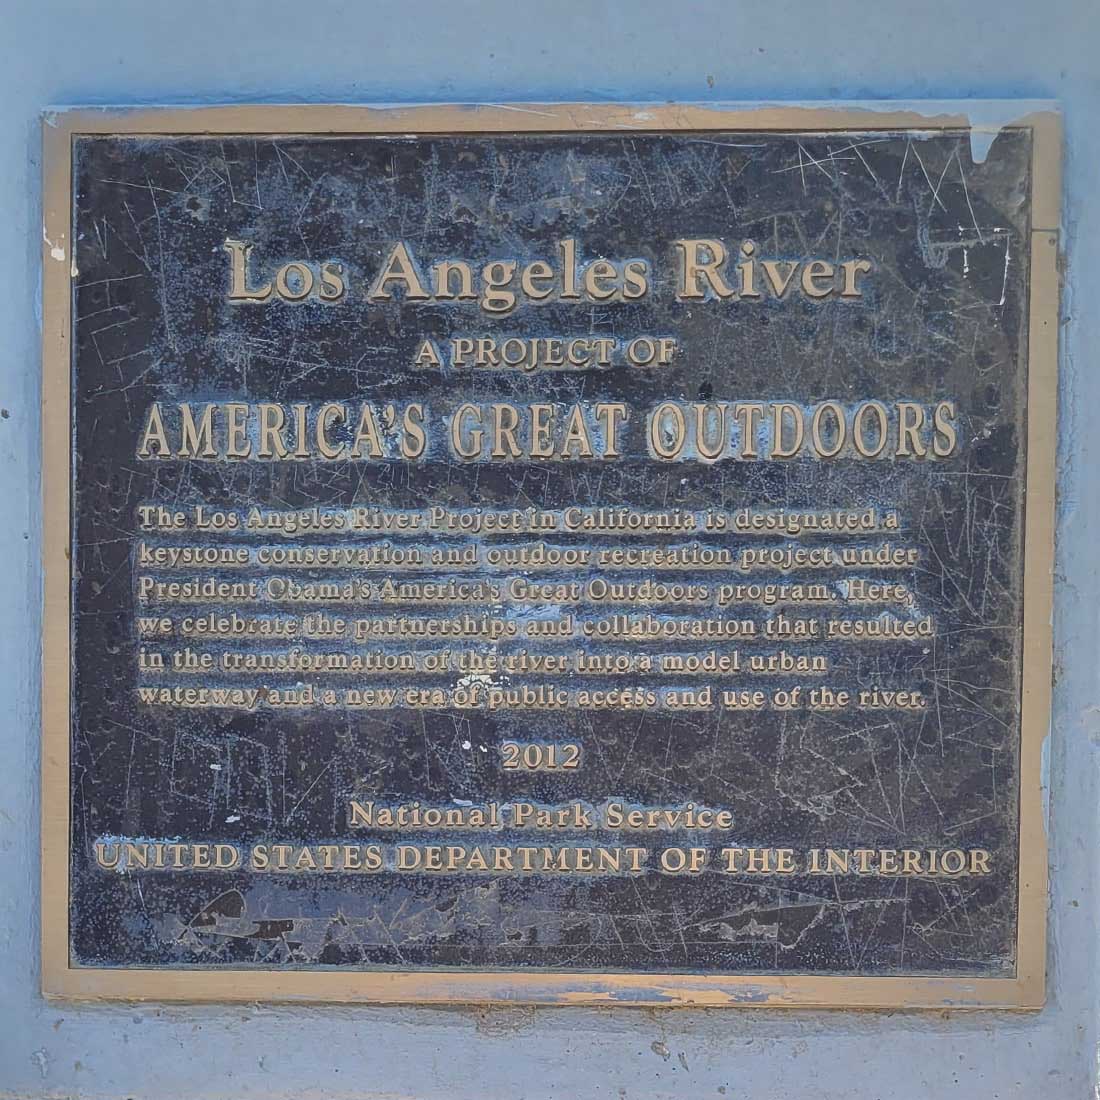 Los Angeles River
A PROJECT OF
AMERICA'S GREAT OUTDOORS
The Los Angeles River Project in California is designated a
keystone conservation and outdoor recreation project under
President Obama's America's Great Outdoors program. Here,
we celebrate the partnerships and collaboration that resulted
in the transformation of the river into a model urban
waterway and a new era of public access and use of the river.
2012
National Park Service
UNITED STATES DEPARTMENT OF THE INTERIOR